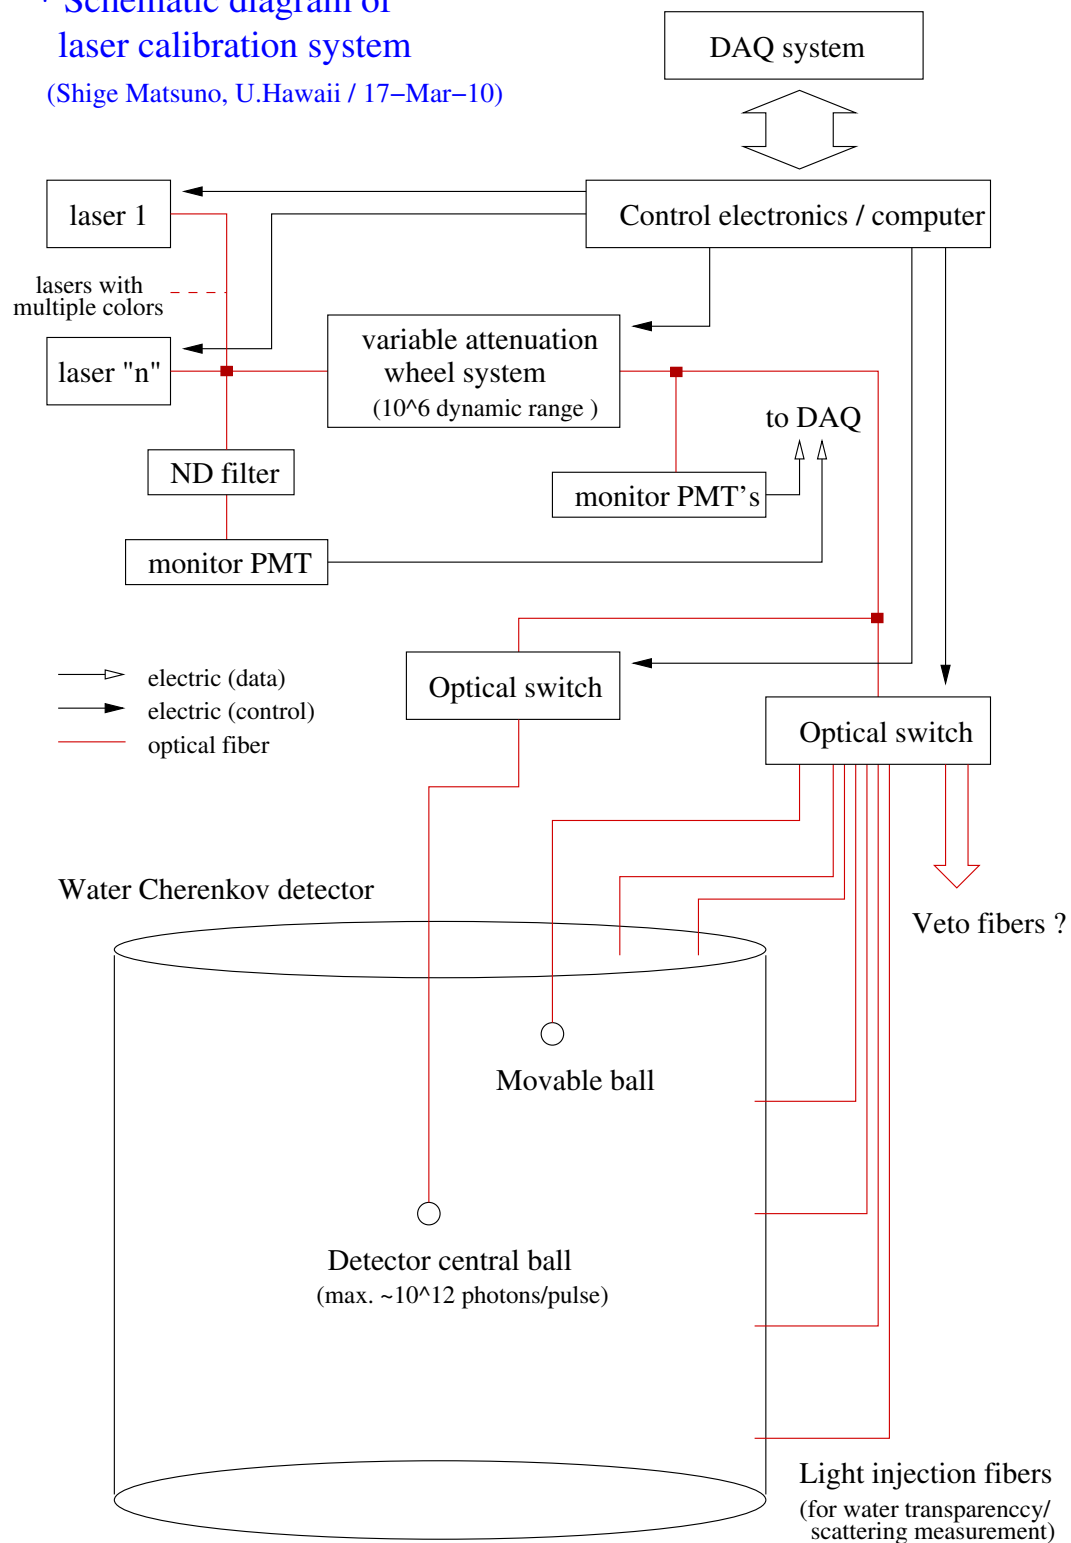 * Schematic diagram of
laser calibration system
(Shige Matsuno, U.Hawaii / 17−Mar−10)
DAQ system
laser 1
Control electronics / computer
lasers with
multiple colors
laser "n"
variable attenuation
wheel system
(10^6 dynamic range )
to DAQ
ND filter
monitor PMT's
monitor PMT
electric (data)
electric (control)
optical fiber
Optical switch
Optical switch
Water Cherenkov detector
Veto fibers ?
Movable ball
Detector central ball
(max. ~10^12 photons/pulse)
Light injection fibers
(for water transparenccy/
scattering measurement)